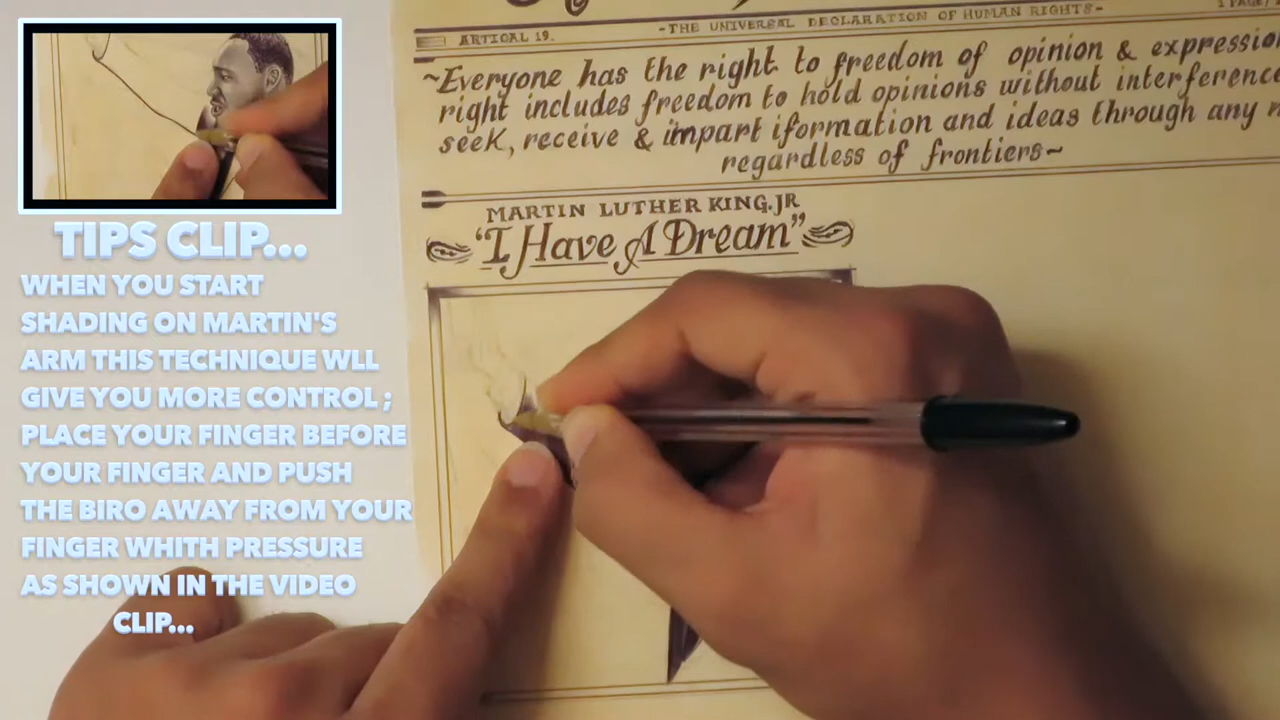 TIPS CLIP...
WHEN YOU START
SHADING ON MARTIN'S
ARM THIS TECHNIQUE WLL
GIVE YOU MORE CONTROL ;
PLACE YOUR FINGER BEFORE
YOUR FINGER AND PUSH
THE BIRO AWAY FROM YOUR
FINGER WHITH PRESSURE
AS SHOWN IN THE VIDEO
CLIP...
ARTICAL 19.
-THE UNIVERSAL DECLARATION OF HUMAN RIGHTS-
1 PAGE/
~Everyone has the right to freedom of opinion & expressio
right includes freedom to hold opinions without interference
seek, receive & impart iformation and ideas through any
regardless of frontiers~
MARTIN LUTHER KING.JR
"I Have A Dream"